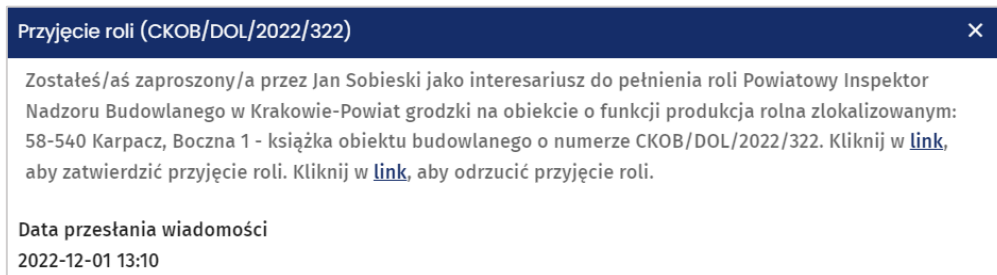 Przyjęcie roli (CKOB/DOL/2022/322) ×
Zostałeś/aś zaproszony/a przez Jan Sobieski jako interesariusz do pełnienia roli Powiatowy Inspektor
Nadzoru Budowlanego w Krakowie-Powiat grodzki na obiekcie o funkcji produkcja rolna zlokalizowanym:
58-540 Karpacz, Boczna 1 - książka obiektu budowlanego o numerze CKOB/DOL/2022/322. Kliknij w link,
aby zatwierdzić przyjęcie roli. Kliknij w link, aby odrzucić przyjęcie roli.
Data przesłania wiadomości
2022-12-01 13:10